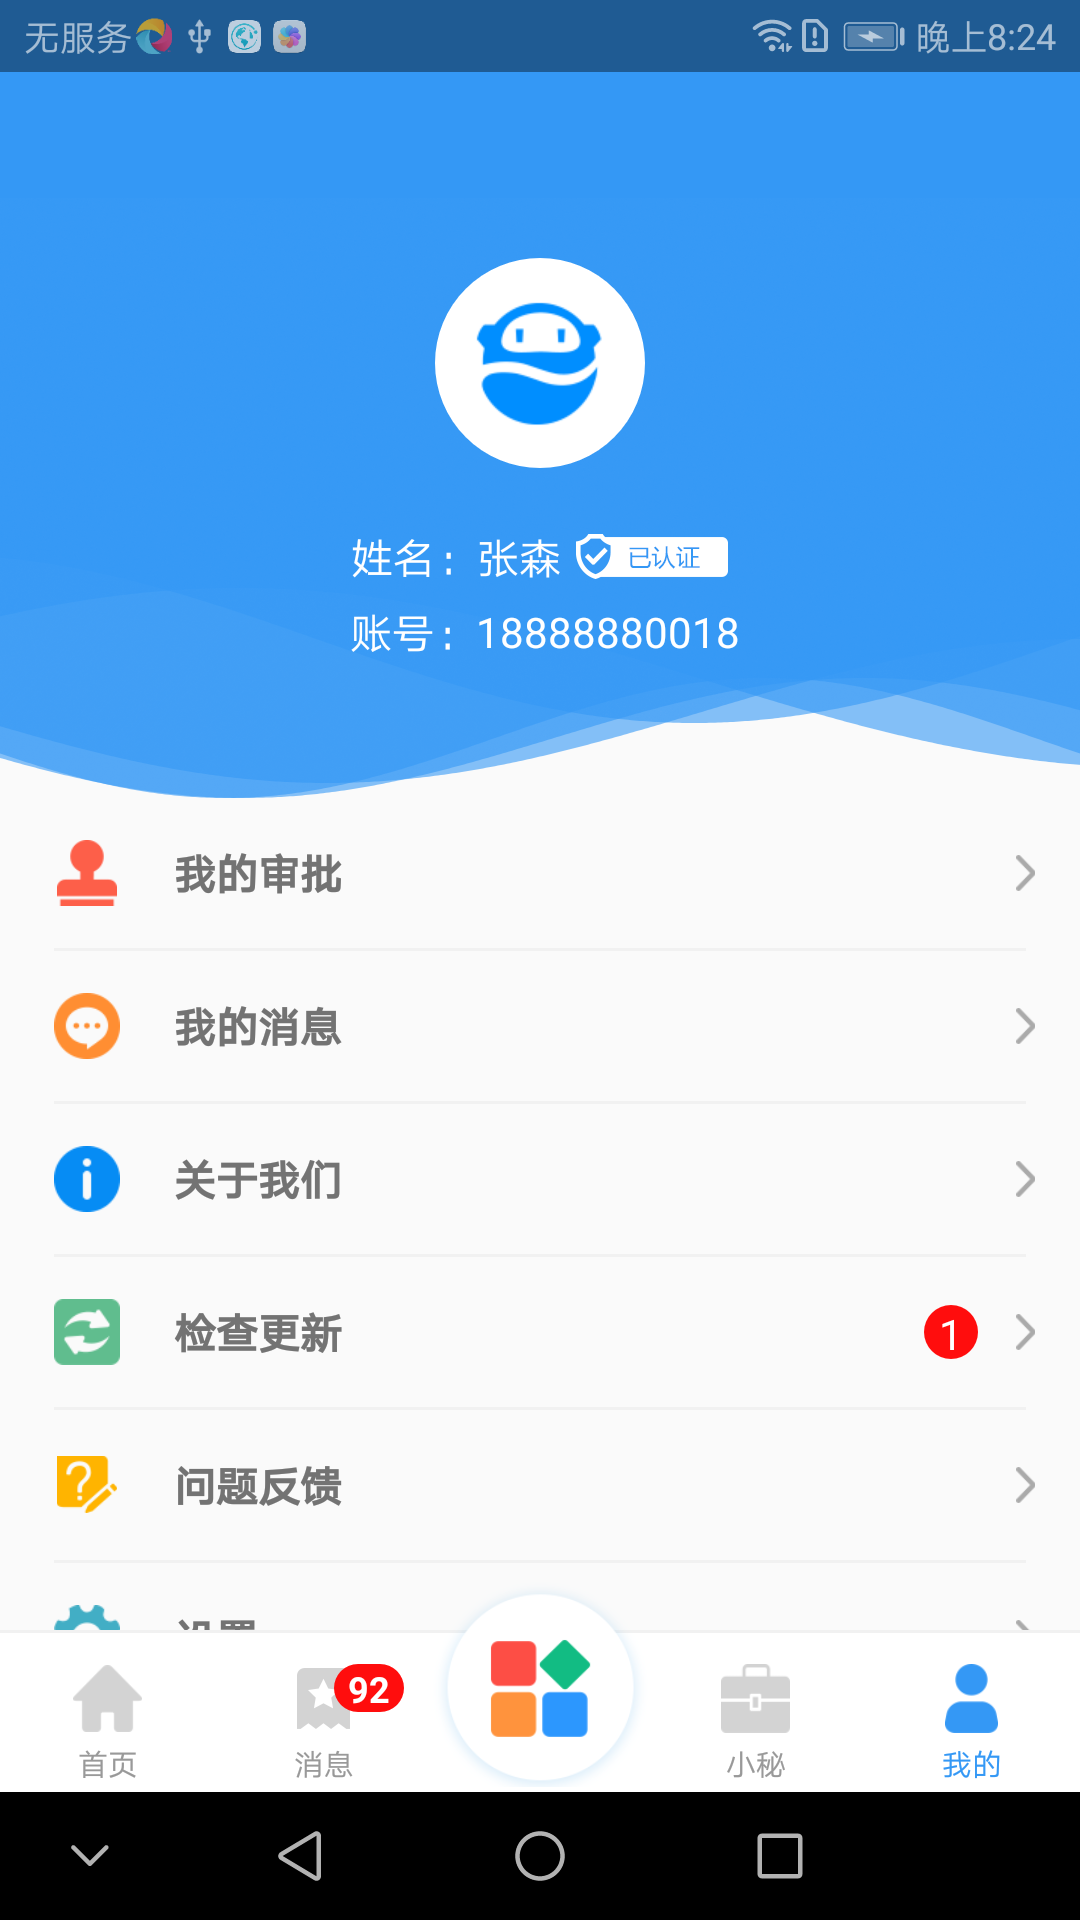 无服务 晚上8:24
姓名：张森 已认证
账号：18888880018
我的审批
我的消息
关于我们
检查更新 1
问题反馈
设置
92
首页 消息 小秘 我的